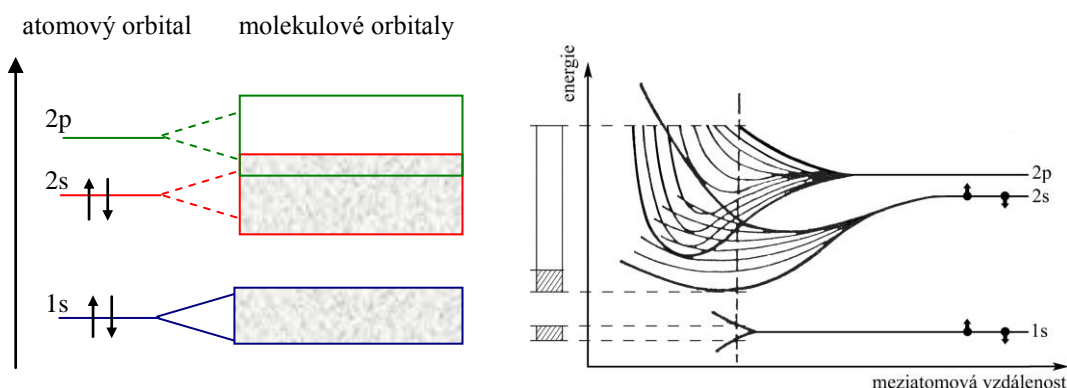 atomový orbital
molekulové orbitaly
2p
2s
1s
energie
2p
2s
1s
meziatomová vzdálenost